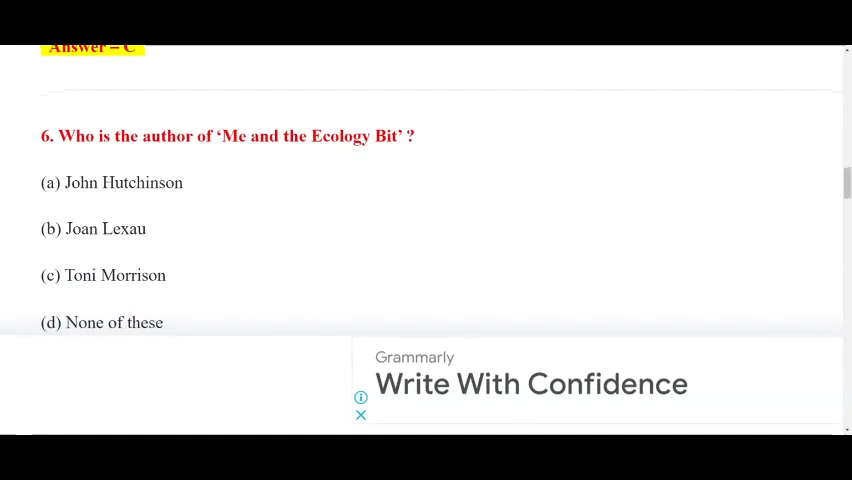 Answer – C
6. Who is the author of ‘Me and the Ecology Bit’ ?
(a) John Hutchinson
(b) Joan Lexau
(c) Toni Morrison
(d) None of these
Grammarly
Write With Confidence